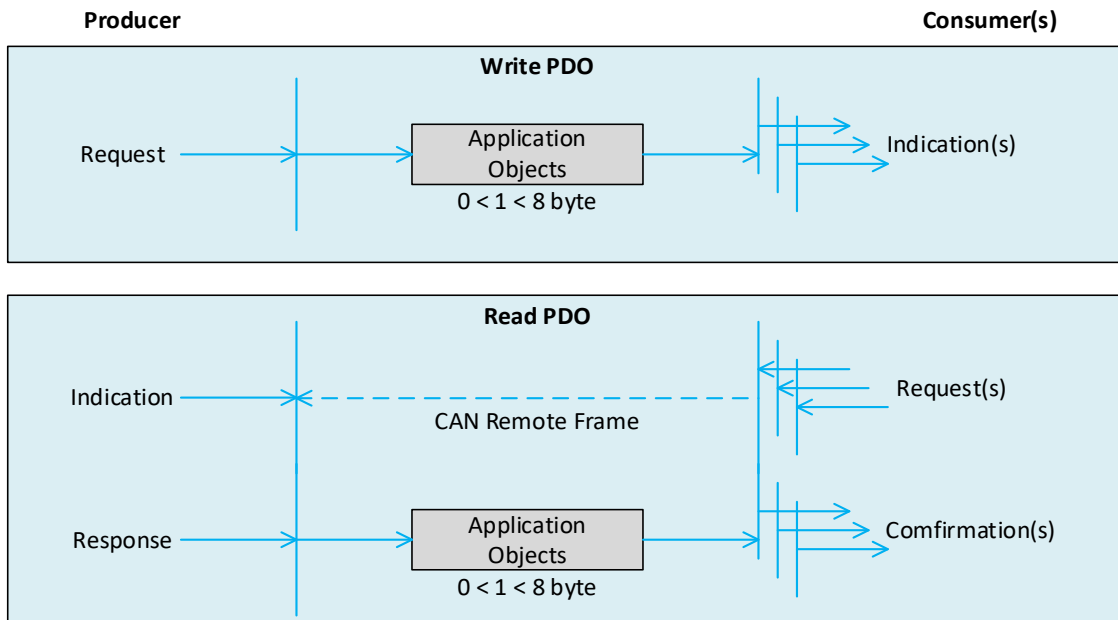 Producer
Consumer(s)
Write PDO
Request
Application
Objects
0 < 1 < 8 byte
Indication(s)
Read PDO
Indication
CAN Remote Frame
Request(s)
Response
Application
Objects
0 < 1 < 8 byte
Comfirmation(s)